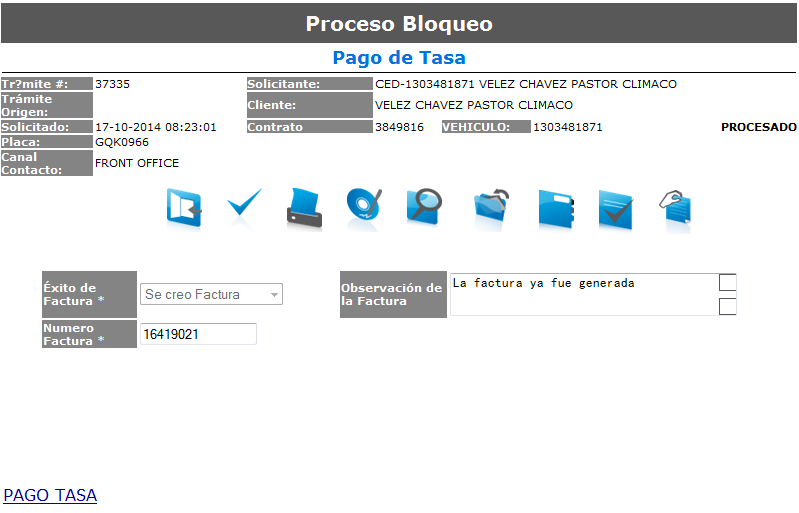 Proceso Bloqueo
Pago de Tasa
Tr?mite #: 37335 Solicitante: CED-1303481871 VELEZ CHAVEZ PASTOR CLIMACO
Trámite
Origen: Cliente: VELEZ CHAVEZ PASTOR CLIMACO
Solicitado: 17-10-2014 08:23:01 Contrato 3849816 VEHICULO: 1303481871 PROCESADO
Placa: GQK0966
Canal
Contacto: FRONT OFFICE
Éxito de
Factura * Se creo Factura
Observación de
la Factura La factura ya fue generada
Numero
Factura * 16419021
PAGO TASA